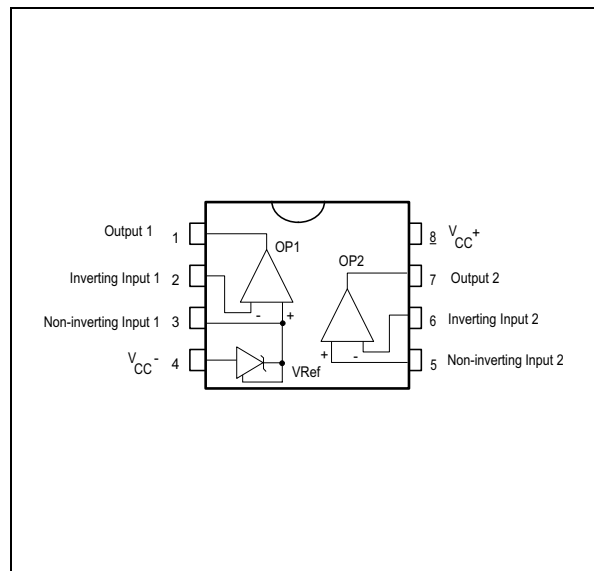 Output 1 1
OP1
8 VCC+
Inverting Input 1 2
OP2
7 Output 2
Non-inverting Input 1 3
- +
6 Inverting Input 2
VCC- 4
VRef
+ -
5 Non-inverting Input 2